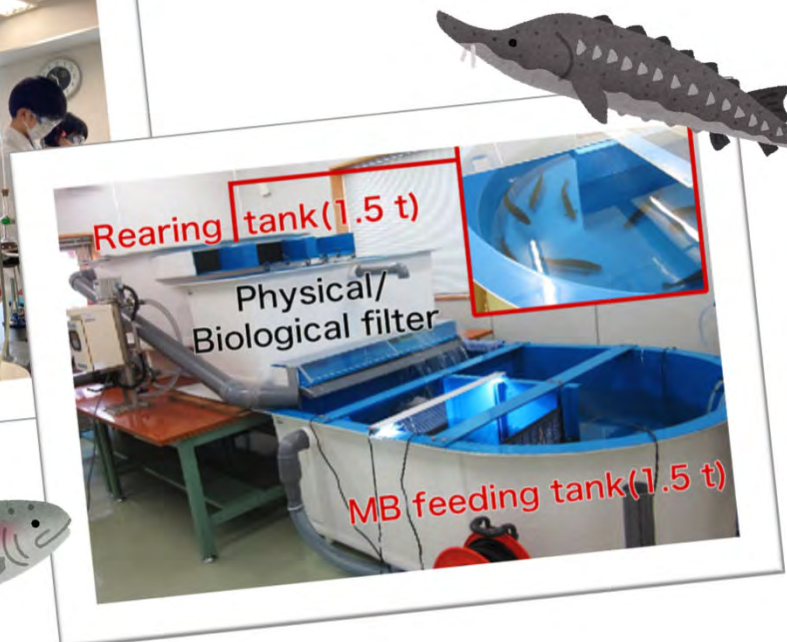 Rearing tank(1.5 t)
Physical/
Biological filter
MB feeding tank(1.5 t)